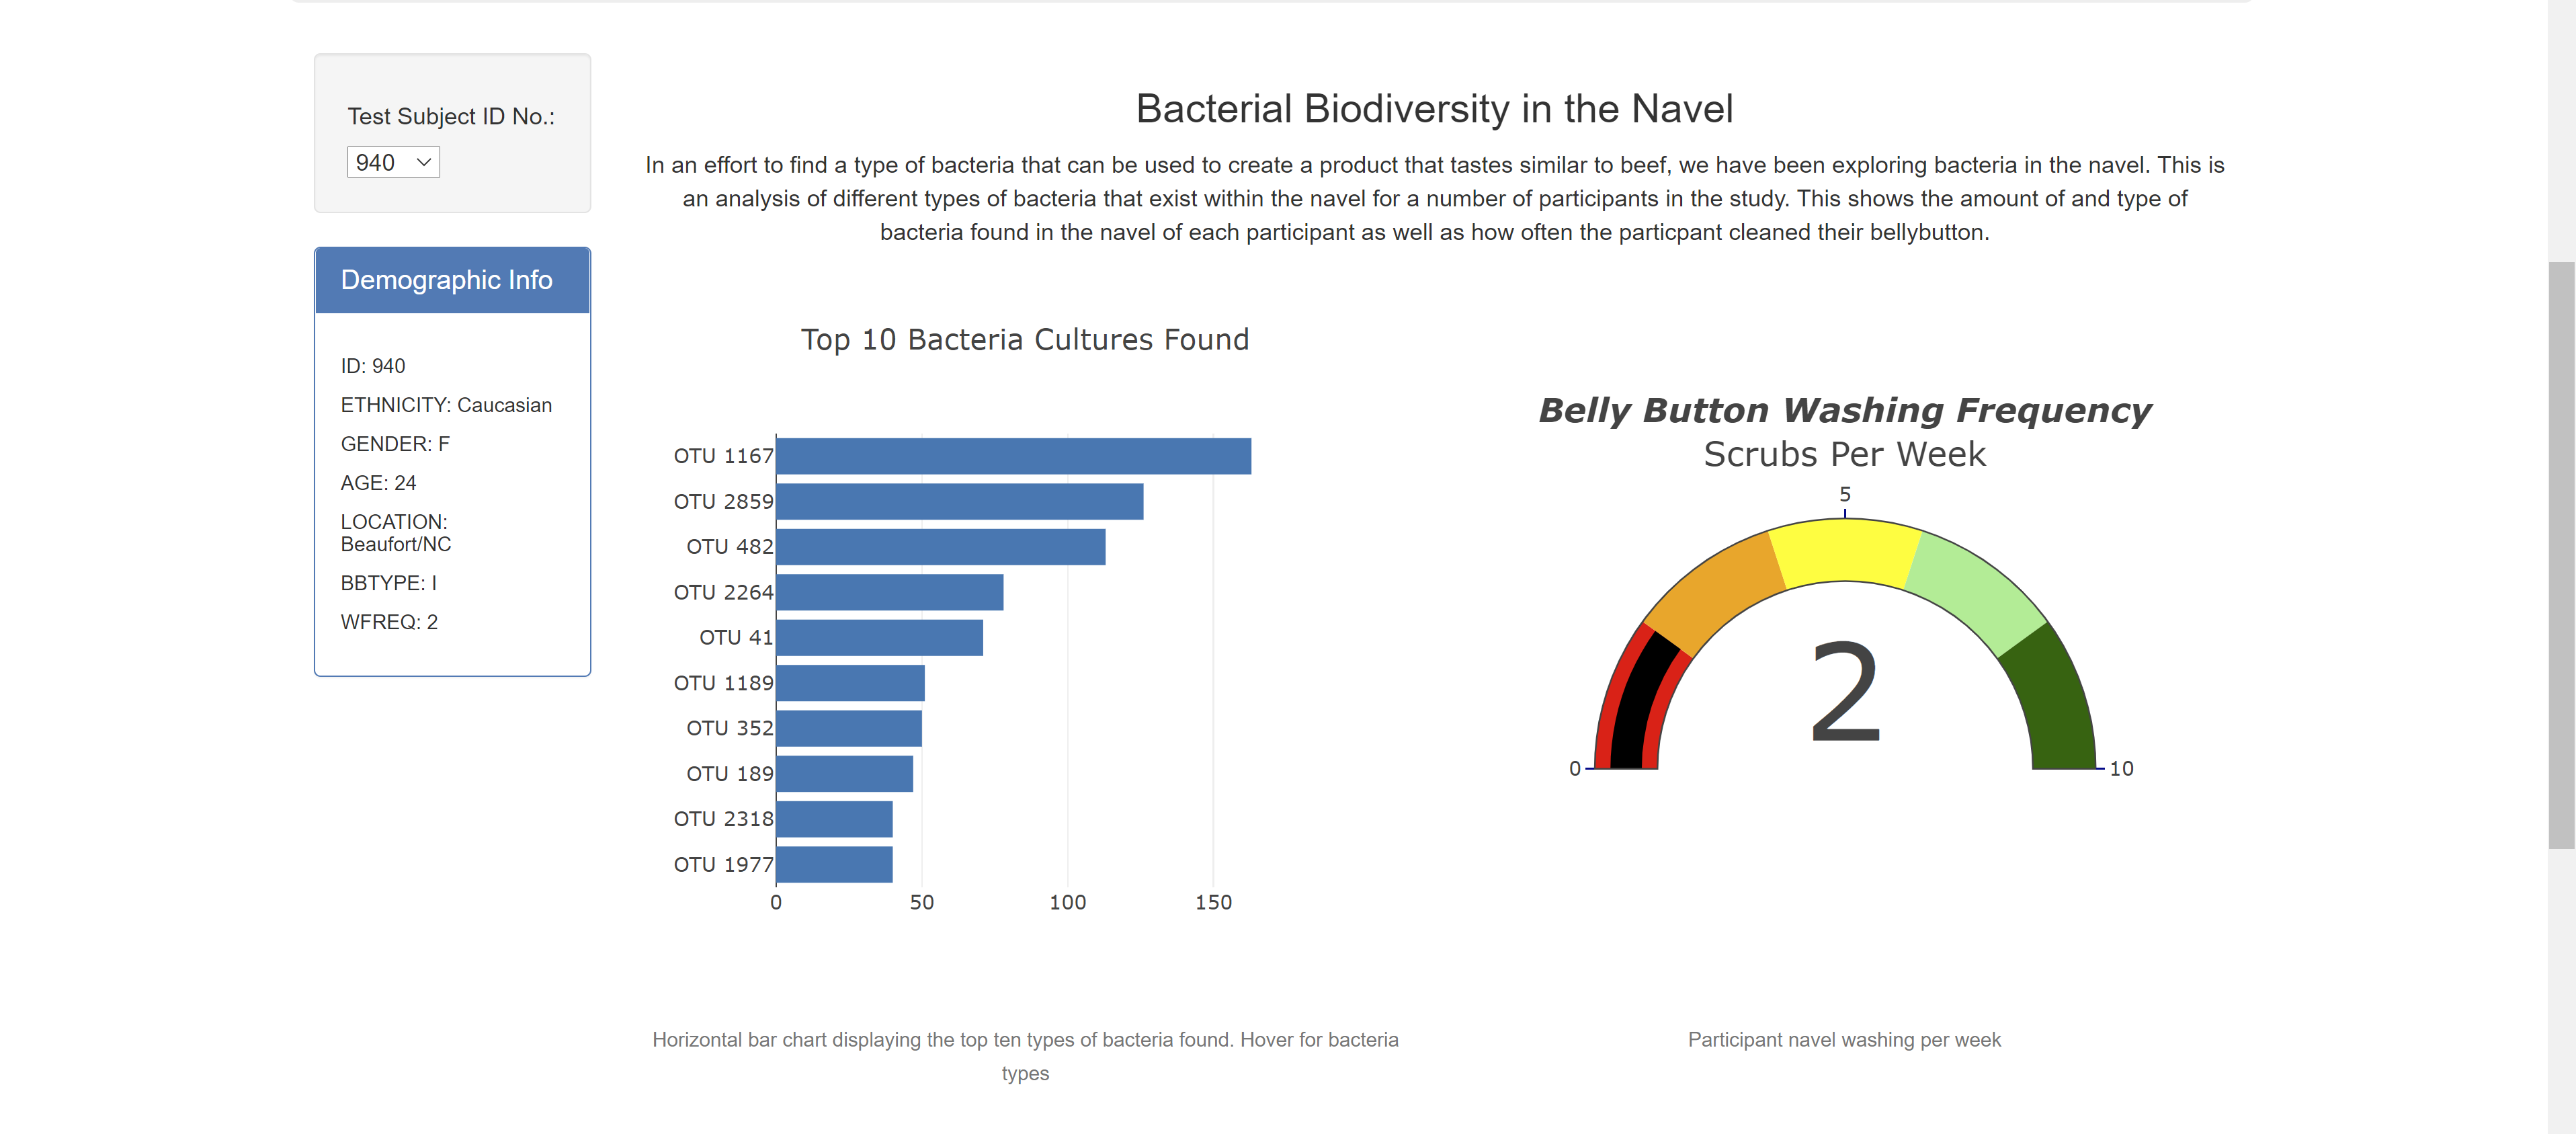 Test Subject ID No.:
940
Demographic Info
ID: 940
ETHNICITY: Caucasian
GENDER: F
AGE: 24
LOCATION:
Beaufort/NC
BBTYPE: I
WFREQ: 2
Bacterial Biodiversity in the Navel
In an effort to find a type of bacteria that can be used to create a product that tastes similar to beef, we have been exploring bacteria in the navel. This is
an analysis of different types of bacteria that exist within the navel for a number of participants in the study. This shows the amount of and type of
bacteria found in the navel of each participant as well as how often the particpant cleaned their bellybutton.
Top 10 Bacteria Cultures Found
OTU 1167
OTU 2859
OTU 482
OTU 2264
OTU 41
OTU 1189
OTU 352
OTU 189
OTU 2318
OTU 1977
0 50 100 150
Horizontal bar chart displaying the top ten types of bacteria found. Hover for bacteria
types
Belly Button Washing Frequency
Scrubs Per Week
5
2
0 10
Participant navel washing per week